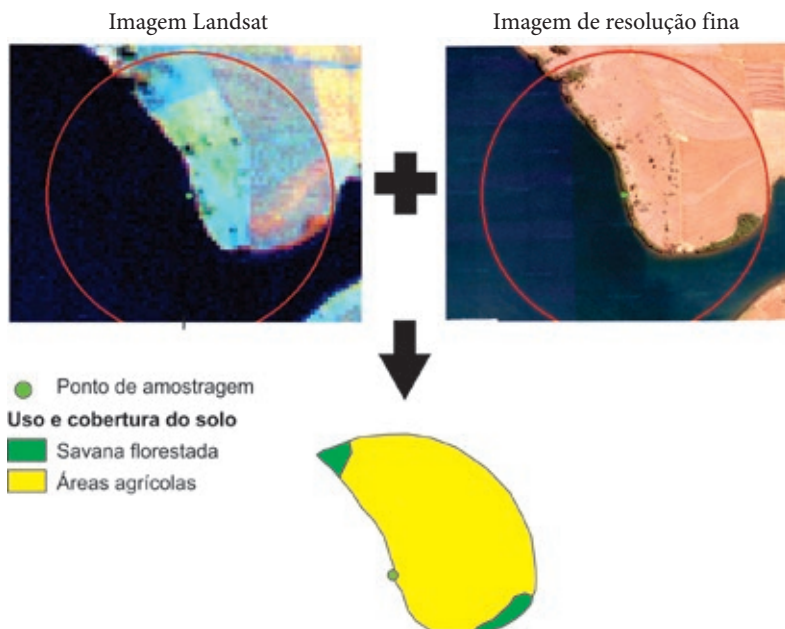 Imagem Landsat
Imagem de resolução fina
Ponto de amostragem
Uso e cobertura do solo
Savana florestada
Áreas agrícolas